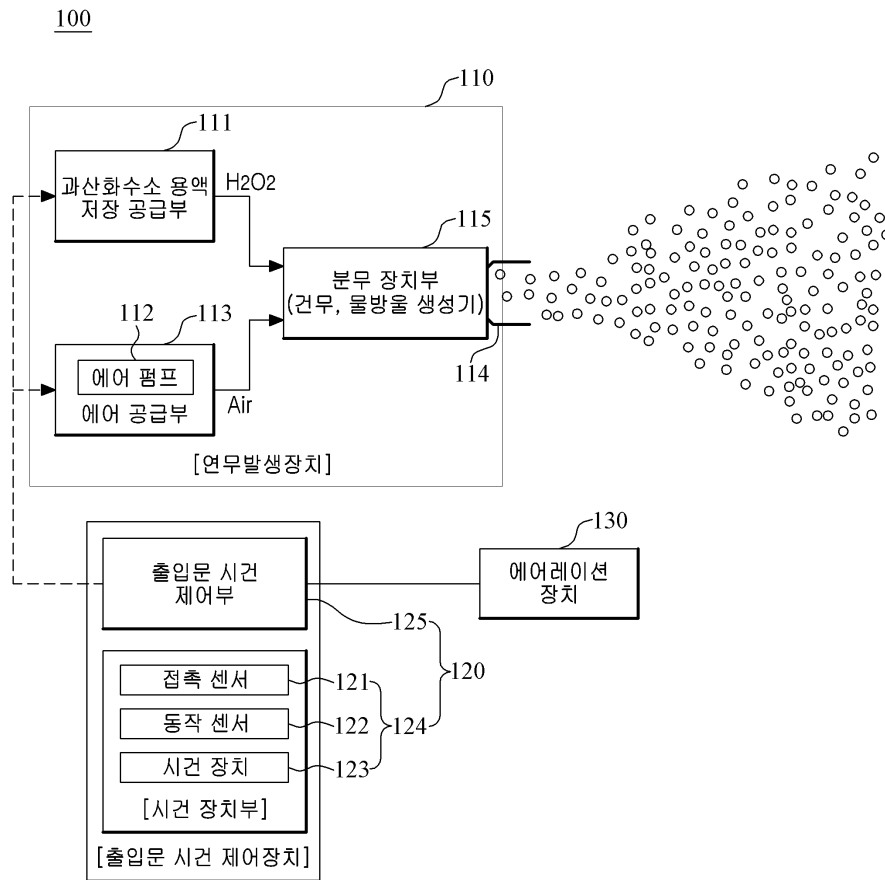 100
110
111
과산화수소 용액
저장 공급부
H2O2
115
분무 장치부
(건무, 물방울 생성기)
112
113
에어 펌프
에어 공급부
Air
114
[연무발생장치]
130
출입문 시건
제어부
에어레이션
장치
125
120
접촉 센서
121
동작 센서
122
124
시건 장치
123
[시건 장치부]
[출입문 시건 제어장치]